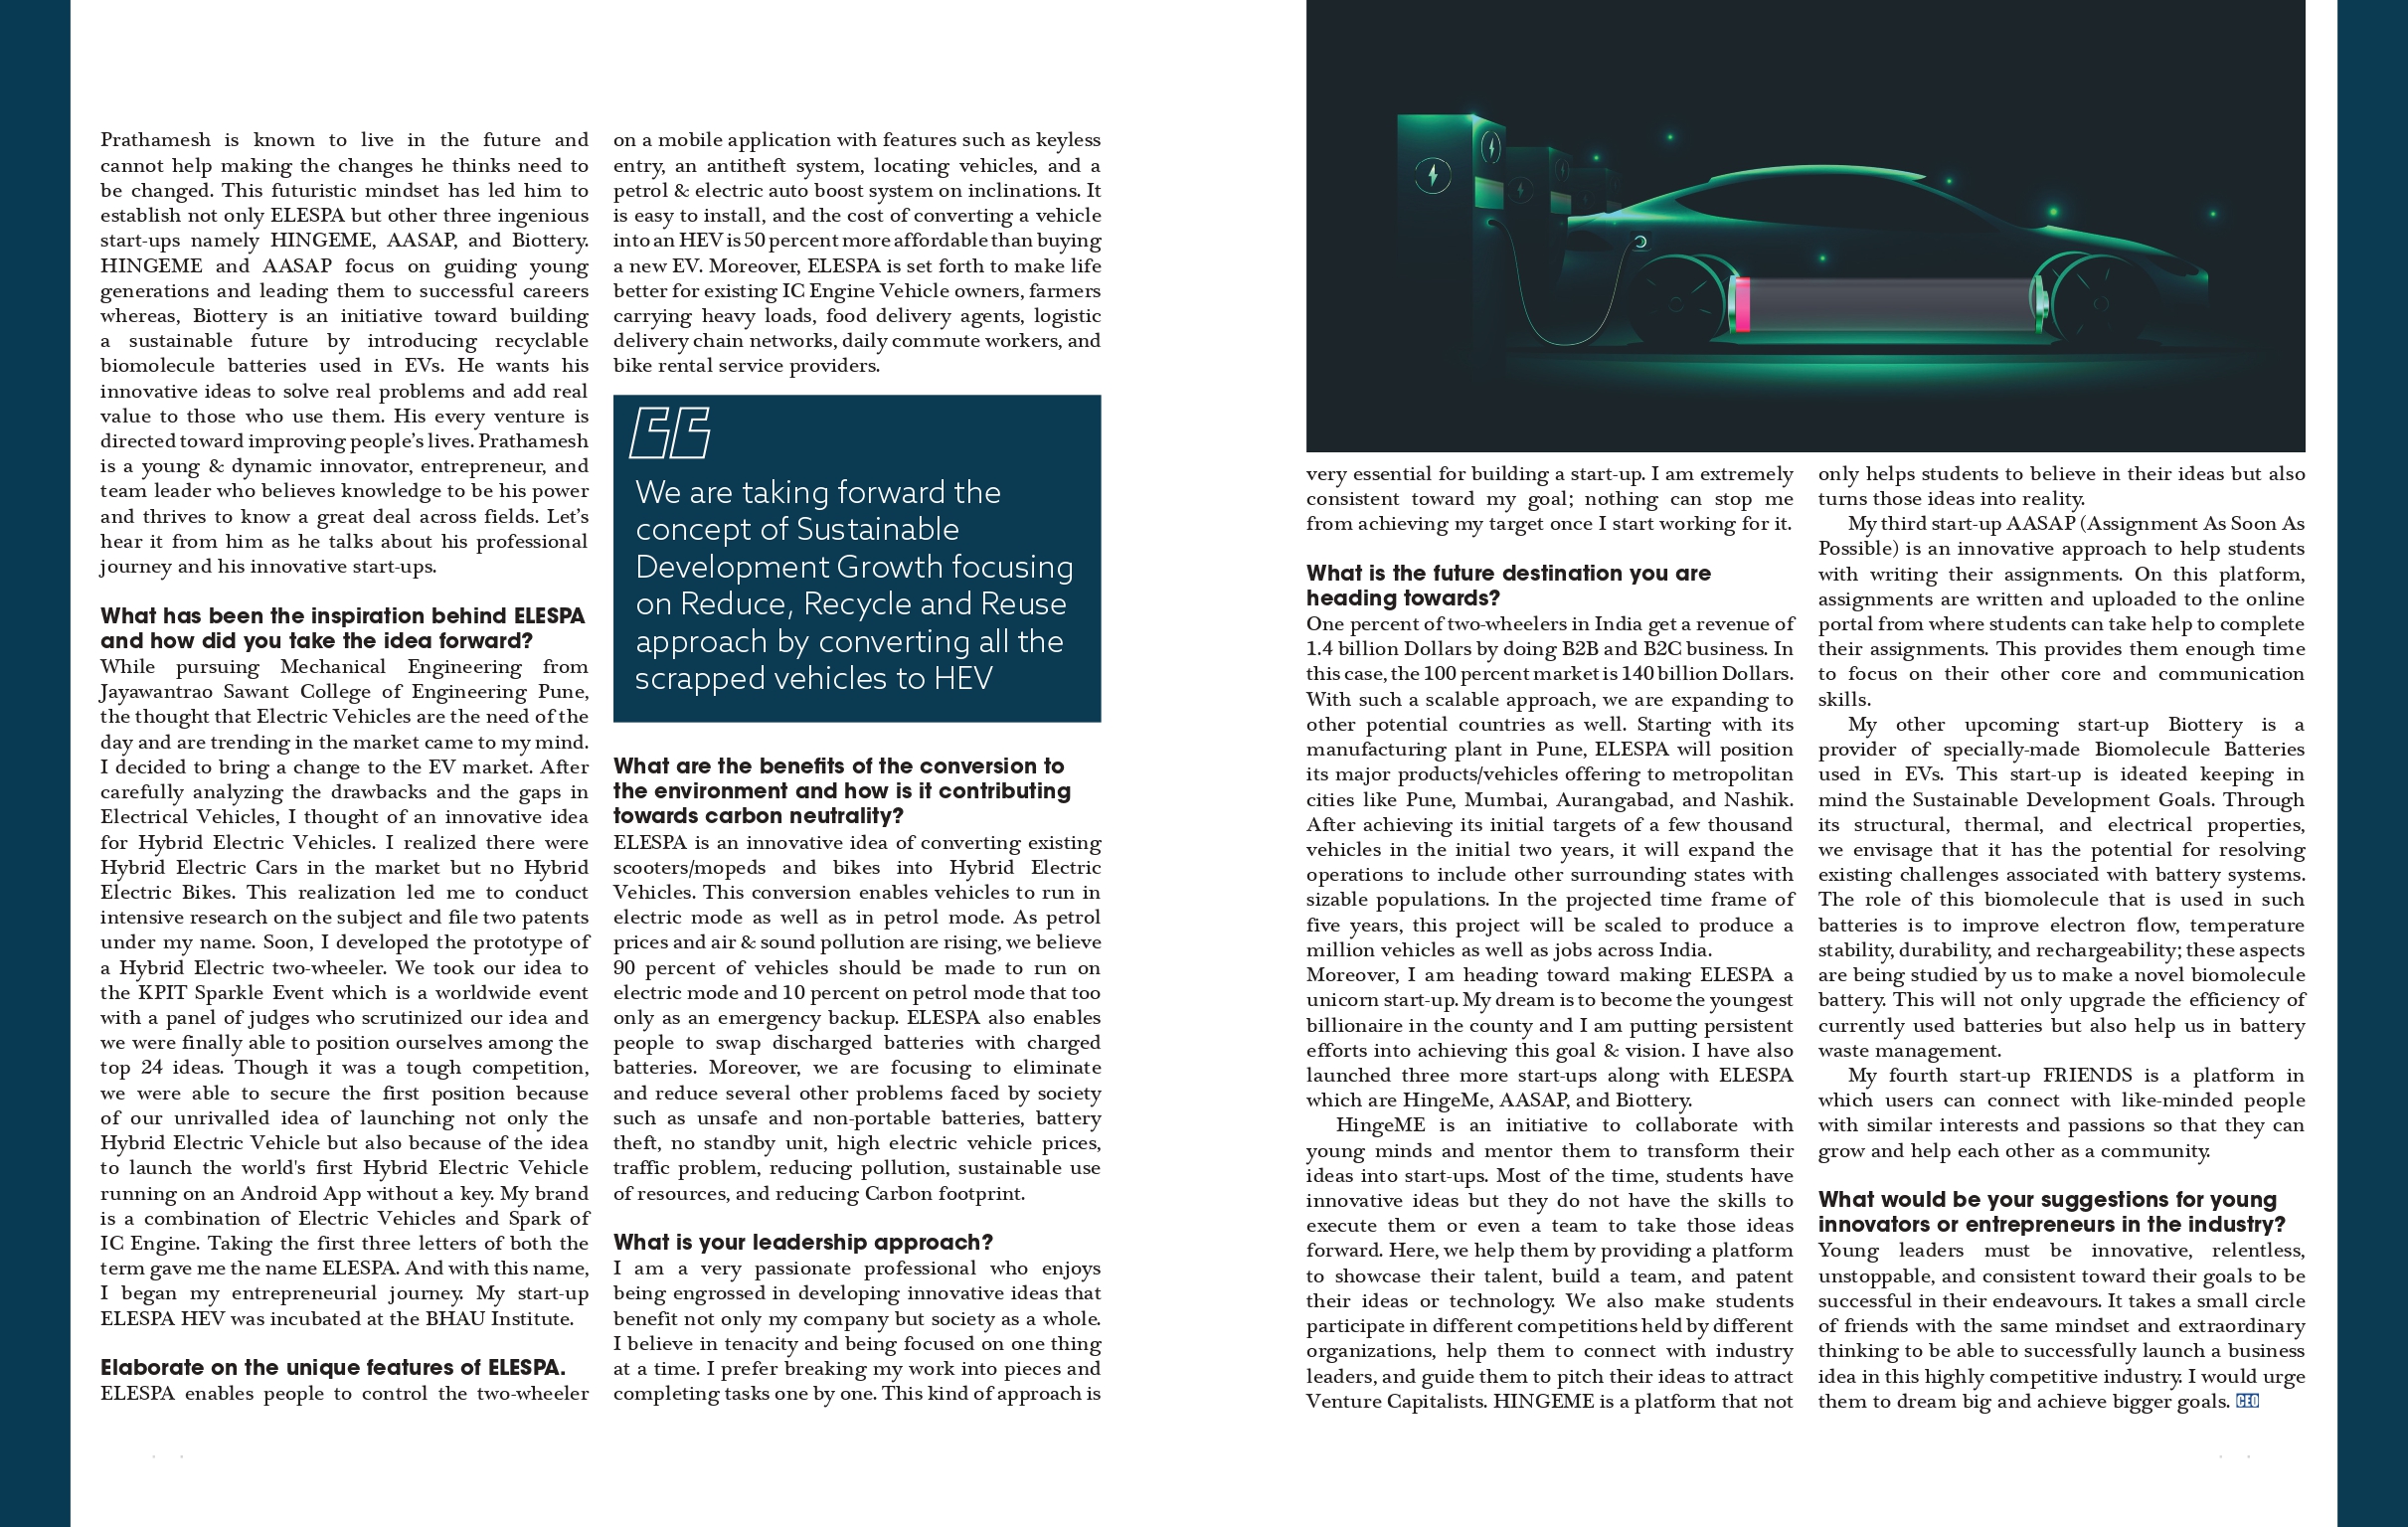 Prathamesh is known to live in the future and
cannot help making the changes he thinks need to
be changed. This futuristic mindset has led him to
establish not only ELESPA but other three ingenious
start-ups namely HINGEME, AASAP, and Biottery.
HINGEME and AASAP focus on guiding young
generations and leading them to successful careers
whereas, Biottery is an initiative toward building
a sustainable future by introducing recyclable
biomolecule batteries used in EVs. He wants his
innovative ideas to solve real problems and add real
value to those who use them. His every venture is
directed toward improving people’s lives. Prathamesh
is a young & dynamic innovator, entrepreneur, and
team leader who believes knowledge to be his power
and thrives to know a great deal across fields. Let’s
hear it from him as he talks about his professional
journey and his innovative start-ups.
What has been the inspiration behind ELESPA
and how did you take the idea forward?
While pursuing Mechanical Engineering from
Jayawantrao Sawant College of Engineering Pune,
the thought that Electric Vehicles are the need of the
day and are trending in the market came to my mind.
I decided to bring a change to the EV market. After
carefully analyzing the drawbacks and the gaps in
Electrical Vehicles, I thought of an innovative idea
for Hybrid Electric Vehicles. I realized there were
Hybrid Electric Cars in the market but no Hybrid
Electric Bikes. This realization led me to conduct
intensive research on the subject and file two patents
under my name. Soon, I developed the prototype of
a Hybrid Electric two-wheeler. We took our idea to
the KPIT Sparkle Event which is a worldwide event
with a panel of judges who scrutinized our idea and
we were finally able to position ourselves among the
top 24 ideas. Though it was a tough competition,
we were able to secure the first position because
of our unrivalled idea of launching not only the
Hybrid Electric Vehicle but also because of the idea
to launch the world's first Hybrid Electric Vehicle
running on an Android App without a key. My brand
is a combination of Electric Vehicles and Spark of
IC Engine. Taking the first three letters of both the
term gave me the name ELESPA. And with this name,
I began my entrepreneurial journey. My start-up
ELESPA HEV was incubated at the BHAU Institute.
Elaborate on the unique features of ELESPA.
ELESPA enables people to control the two-wheeler
on a mobile application with features such as keyless
entry, an antitheft system, locating vehicles, and a
petrol & electric auto boost system on inclinations. It
is easy to install, and the cost of converting a vehicle
into an HEV is 50 percent more affordable than buying
a new EV. Moreover, ELESPA is set forth to make life
better for existing IC Engine Vehicle owners, farmers
carrying heavy loads, food delivery agents, logistic
delivery chain networks, daily commute workers, and
bike rental service providers.
We are taking forward the
concept of Sustainable
Development Growth focusing
on Reduce, Recycle and Reuse
approach by converting all the
scrapped vehicles to HEV
What are the benefits of the conversion to
the environment and how is it contributing
towards carbon neutrality?
ELESPA is an innovative idea of converting existing
scooters/mopeds and bikes into Hybrid Electric
Vehicles. This conversion enables vehicles to run in
electric mode as well as in petrol mode. As petrol
prices and air & sound pollution are rising, we believe
90 percent of vehicles should be made to run on
electric mode and 10 percent on petrol mode that too
only as an emergency backup. ELESPA also enables
people to swap discharged batteries with charged
batteries. Moreover, we are focusing to eliminate
and reduce several other problems faced by society
such as unsafe and non-portable batteries, battery
theft, no standby unit, high electric vehicle prices,
traffic problem, reducing pollution, sustainable use
of resources, and reducing Carbon footprint.
What is your leadership approach?
I am a very passionate professional who enjoys
being engrossed in developing innovative ideas that
benefit not only my company but society as a whole.
I believe in tenacity and being focused on one thing
at a time. I prefer breaking my work into pieces and
completing tasks one by one. This kind of approach is
very essential for building a start-up. I am extremely
consistent toward my goal; nothing can stop me
from achieving my target once I start working for it.
What is the future destination you are
heading towards?
One percent of two-wheelers in India get a revenue of
1.4 billion Dollars by doing B2B and B2C business. In
this case, the 100 percent market is 140 billion Dollars.
With such a scalable approach, we are expanding to
other potential countries as well. Starting with its
manufacturing plant in Pune, ELESPA will position
its major products/vehicles offering to metropolitan
cities like Pune, Mumbai, Aurangabad, and Nashik.
After achieving its initial targets of a few thousand
vehicles in the initial two years, it will expand the
operations to include other surrounding states with
sizable populations. In the projected time frame of
five years, this project will be scaled to produce a
million vehicles as well as jobs across India.
Moreover, I am heading toward making ELESPA a
unicorn start-up. My dream is to become the youngest
billionaire in the county and I am putting persistent
efforts into achieving this goal & vision. I have also
launched three more start-ups along with ELESPA
which are HingeMe, AASAP, and Biottery.
HingeME is an initiative to collaborate with
young minds and mentor them to transform their
ideas into start-ups. Most of the time, students have
innovative ideas but they do not have the skills to
execute them or even a team to take those ideas
forward. Here, we help them by providing a platform
to showcase their talent, build a team, and patent
their ideas or technology. We also make students
participate in different competitions held by different
organizations, help them to connect with industry
leaders, and guide them to pitch their ideas to attract
Venture Capitalists. HINGEME is a platform that not
only helps students to believe in their ideas but also
turns those ideas into reality.
My third start-up AASAP (Assignment As Soon As
Possible) is an innovative approach to help students
with writing their assignments. On this platform,
assignments are written and uploaded to the online
portal from where students can take help to complete
their assignments. This provides them enough time
to focus on their other core and communication
skills.
My other upcoming start-up Biottery is a
provider of specially-made Biomolecule Batteries
used in EVs. This start-up is ideated keeping in
mind the Sustainable Development Goals. Through
its structural, thermal, and electrical properties,
we envisage that it has the potential for resolving
existing challenges associated with battery systems.
The role of this biomolecule that is used in such
batteries is to improve electron flow, temperature
stability, durability, and rechargeability; these aspects
are being studied by us to make a novel biomolecule
battery. This will not only upgrade the efficiency of
currently used batteries but also help us in battery
waste management.
My fourth start-up FRIENDS is a platform in
which users can connect with like-minded people
with similar interests and passions so that they can
grow and help each other as a community.
What would be your suggestions for young
innovators or entrepreneurs in the industry?
Young leaders must be innovative, relentless,
unstoppable, and consistent toward their goals to be
successful in their endeavours. It takes a small circle
of friends with the same mindset and extraordinary
thinking to be able to successfully launch a business
idea in this highly competitive industry. I would urge
them to dream big and achieve bigger goals. CEO